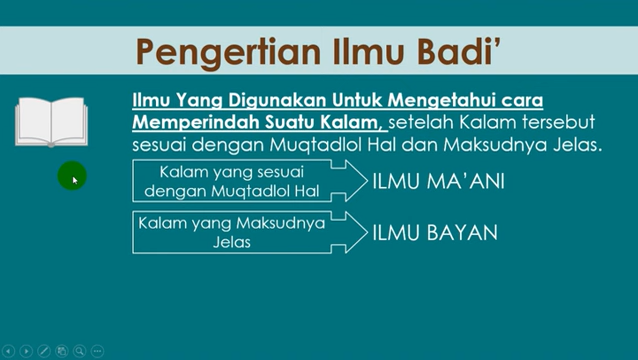 Pengertian Ilmu Badi’
Ilmu Yang Digunakan Untuk Mengetahui cara
Memperindah Suatu Kalam, setelah Kalam tersebut
sesuai dengan Muqtadlol Hal dan Maksudnya Jelas.
Kalam yang sesuai
dengan Muqtadlol Hal
ILMU MA’ANI
Kalam yang Maksudnya
Jelas
ILMU BAYAN